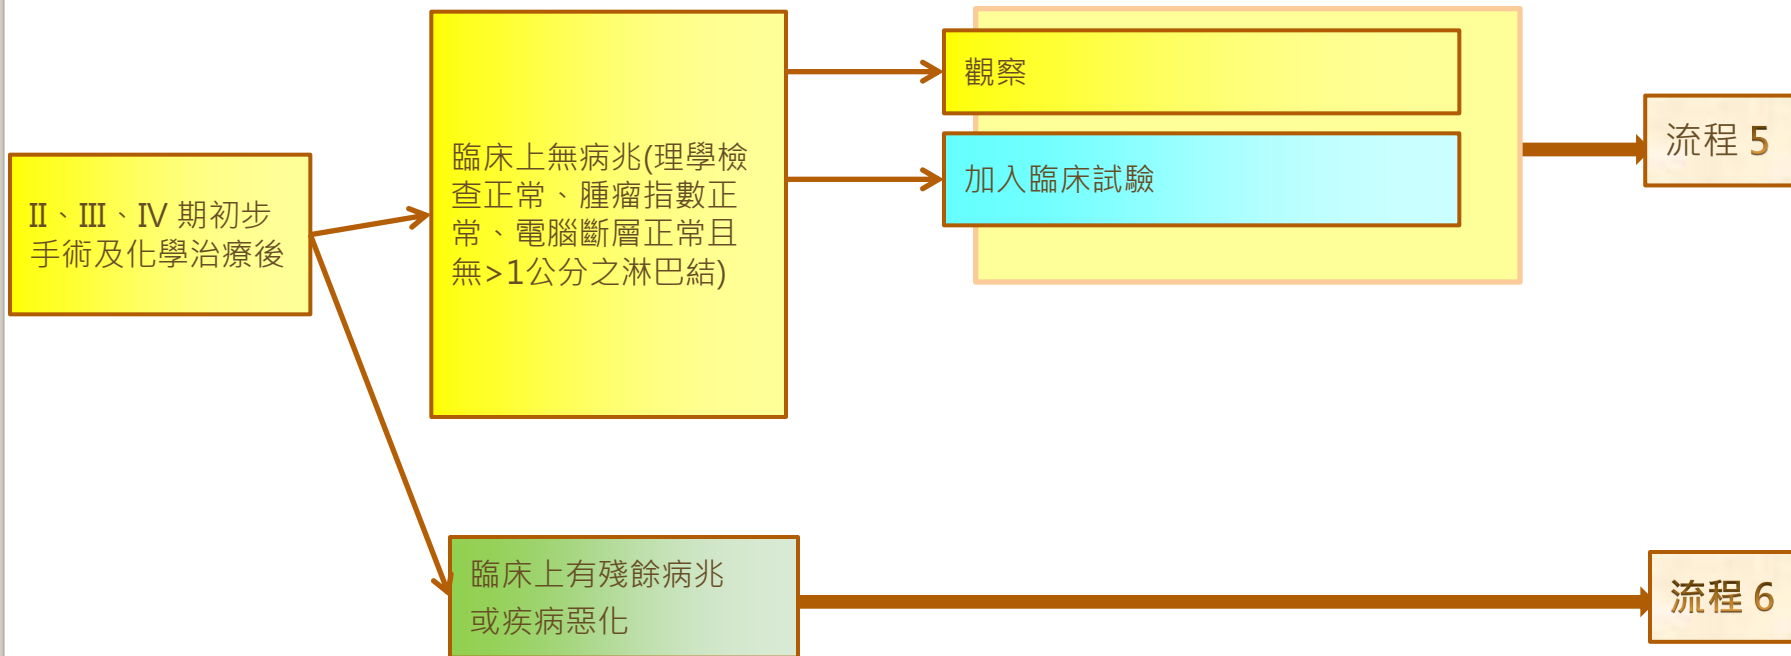 II、III、IV 期初步
手術及化學治療後
臨床上無病兆(理學檢
查正常、腫瘤指數正
常、電腦斷層正常且
無>1公分之淋巴結)
觀察
加入臨床試驗
流程 5
臨床上有殘餘病兆
或疾病惡化
流程 6